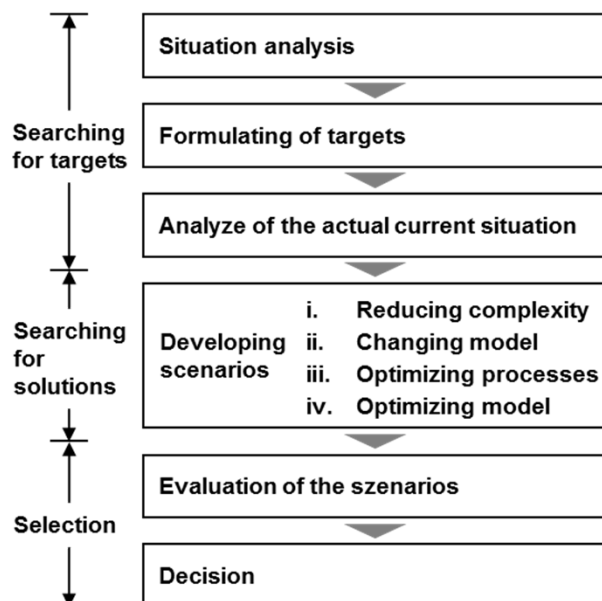 Situation analysis
Searching
for targets
Formulating of targets
Analyze of the actual current situation
Searching
for
solutions
Developing
scenarios
i. Reducing complexity
ii. Changing model
iii. Optimizing processes
iv. Optimizing model
Selection
Evaluation of the szenarios
Decision